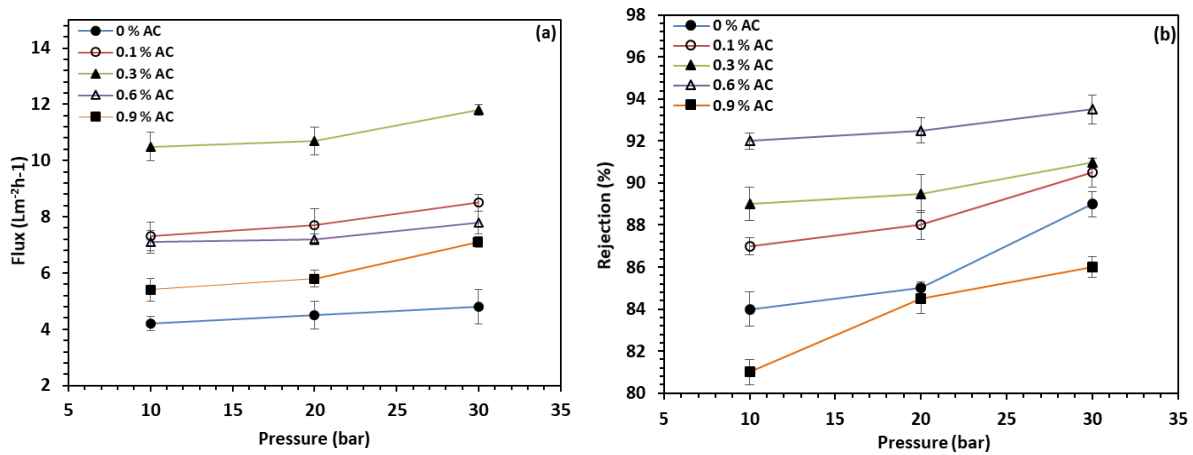 (a)
0 % AC
0.1 % AC
0.3 % AC
0.6 % AC
0.9 % AC
14
12
10
8
6
4
2
Flux (Lm⁻²h-1)
5 10 15 20 25 30 35
Pressure (bar)
(b)
0 % AC
0.1 % AC
0.3 % AC
0.6 % AC
0.9 % AC
98
96
94
92
90
88
86
84
82
80
Rejection (%)
5 10 15 20 25 30 35
Pressure (bar)